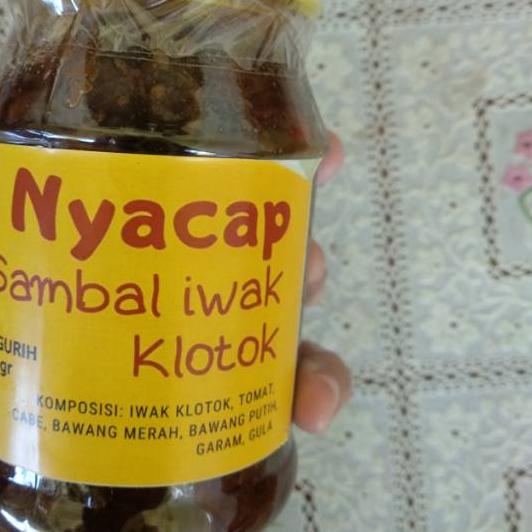 Nyacap
Sambal iwak
Klotok
GURIH
gr
KOMPOSISI: IWAK KLOTOK, TOMAT,
CABE, BAWANG MERAH, BAWANG PUTIH,
GARAM, GULA